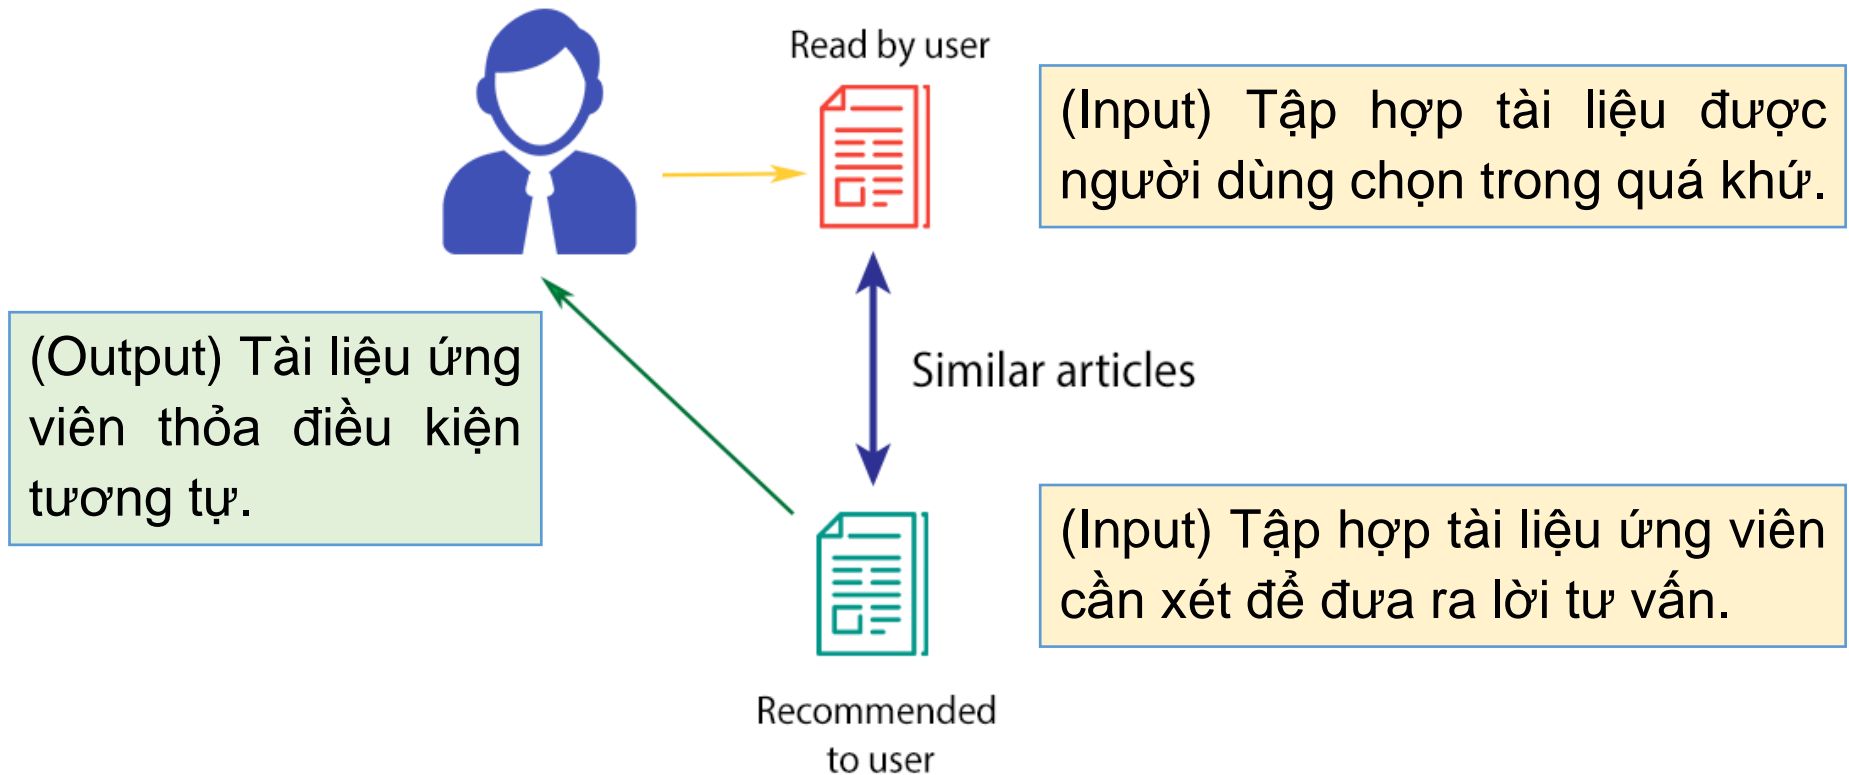 Read by user
(Input) Tập hợp tài liệu được
người dùng chọn trong quá khứ.
(Output) Tài liệu ứng
viên thỏa điều kiện
tương tự.
Similar articles
(Input) Tập hợp tài liệu ứng viên
cần xét để đưa ra lời tư vấn.
Recommended
to user